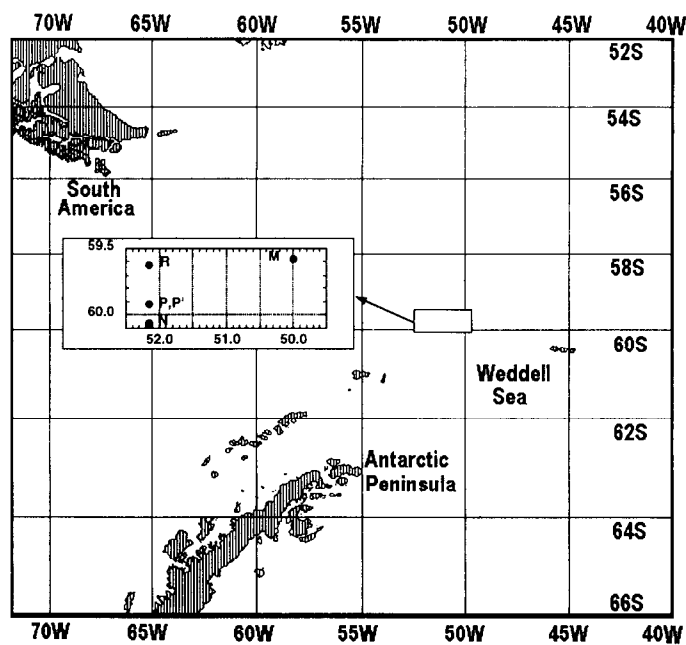 70W 65W 60W 55W 50W 45W 40W
52S
54S
56S
South
America
59.5
R
M
58S
P,P'
60.0
N
52.0 51.0 50.0
60S
Weddell
Sea
62S
Antarctic
Peninsula
64S
66S
70W 65W 60W 55W 50W 45W 40W